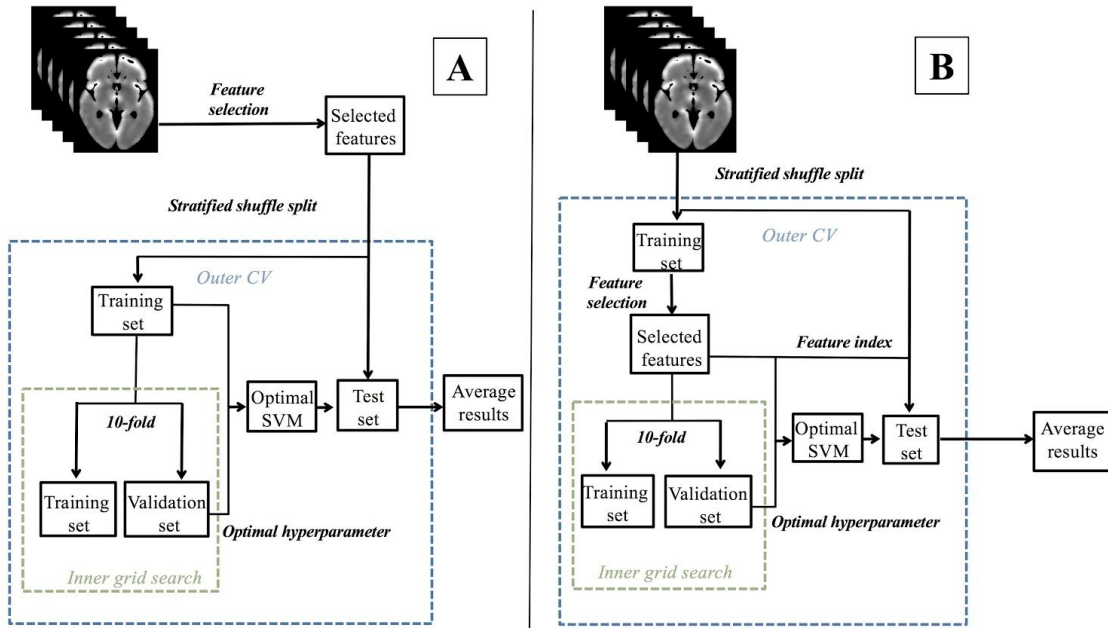 A
Feature
selection
Selected
features
Stratified shuffle split
Outer CV
Training
set
10-fold
Optimal
SVM
Test
set
Average
results
Training
set
Validation
set
Optimal hyperparameter
Inner grid search
B
Stratified shuffle split
Training
set
Outer CV
Feature
selection
Selected
features
Feature index
10-fold
Optimal
SVM
Test
set
Average
results
Training
set
Validation
set
Optimal hyperparameter
Inner grid search